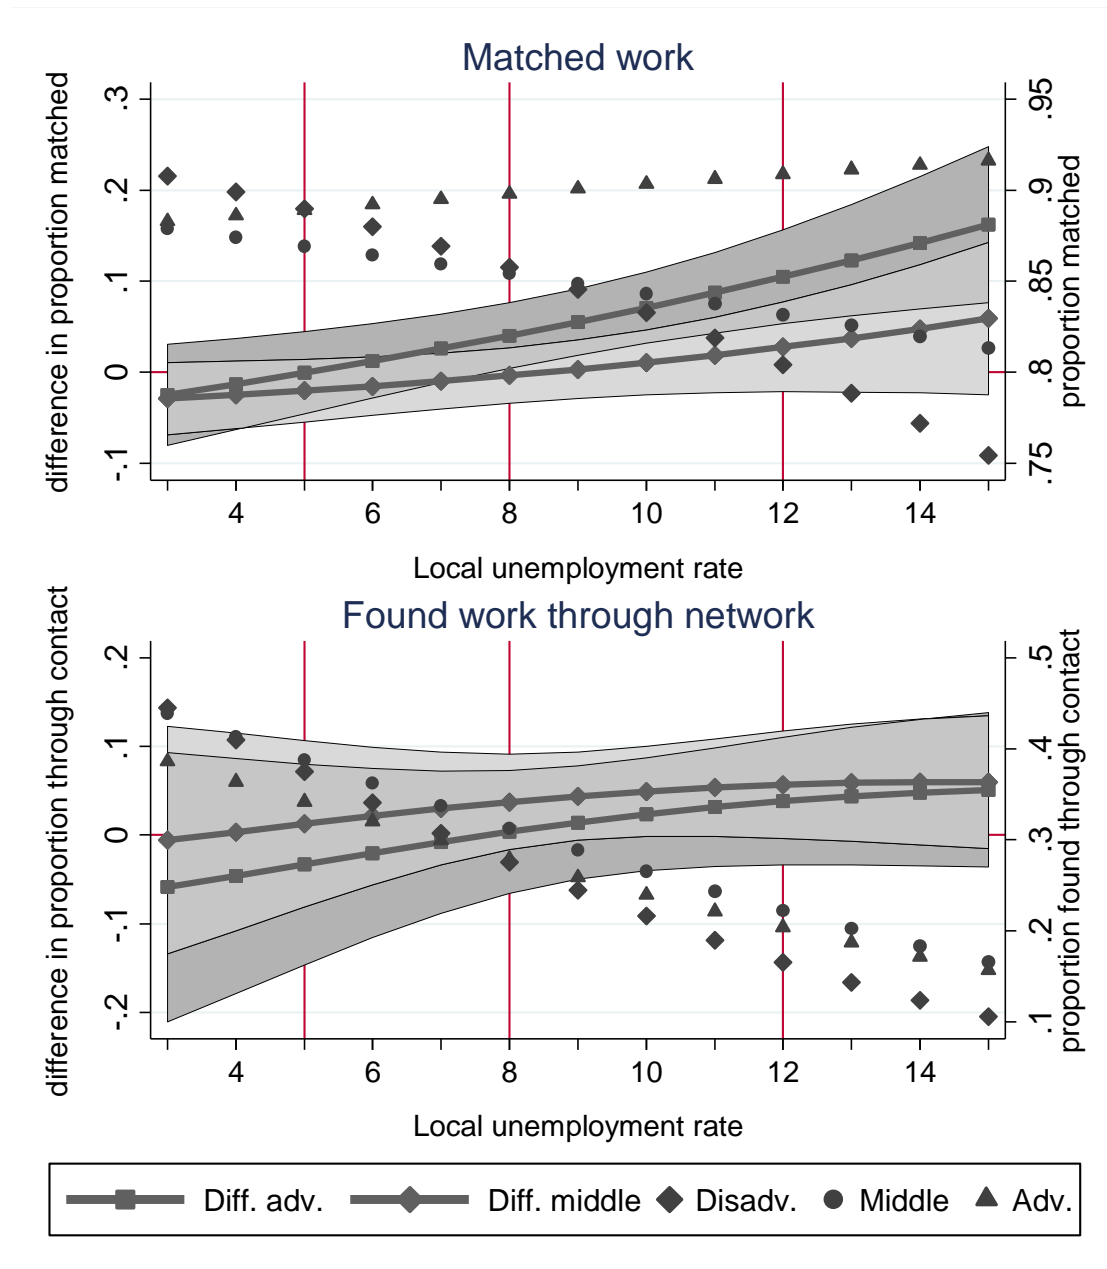 Matched work
difference in proportion matched
.3
.2
.1
0
-.1
.95
.9
.85
.8
.75
proportion matched
4 6 8 10 12 14
Local unemployment rate
Found work through network
difference in proportion through contact
.2
.1
0
-.1
-.2
.5
.4
.3
.2
.1
proportion found through contact
4 6 8 10 12 14
Local unemployment rate
Diff. adv. Diff. middle Disadv. Middle Adv.